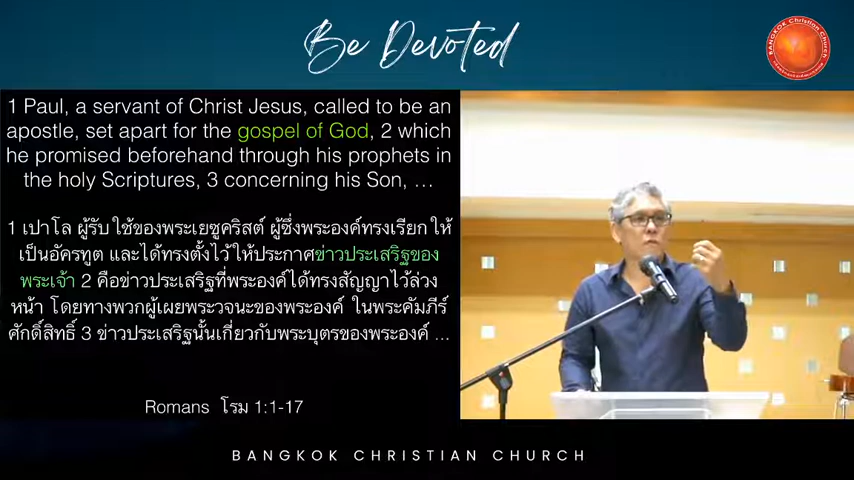 Be Devoted
BANGKOK Christian Church
1 Paul, a servant of Christ Jesus, called to be an
apostle, set apart for the gospel of God, 2 which
he promised beforehand through his prophets in
the holy Scriptures, 3 concerning his Son, ...
1 เปาโล ผู้รับ ใช้ของพระเยซูคริสต์ ผู้ซึ่งพระองค์ทรงเรียก ให้
เป็นอัครทูต และได้ทรงตั้งไว้ให้ประกาศข่าวประเสริฐของ
พระเจ้า 2 คือข่าวประเสริฐที่พระองค์ได้ทรงสัญญาไว้ล่วง
หน้า โดยทางพวกผู้เผยพระวจนะของพระองค์ ในพระคัมภีร์
ศักดิ์สิทธิ์ 3 ข่าวประเสริฐนั้นเกี่ยวกับพระบุตรของพระองค์ ...
Romans โรม 1:1-17
BANGKOK CHRISTIAN CHURCH